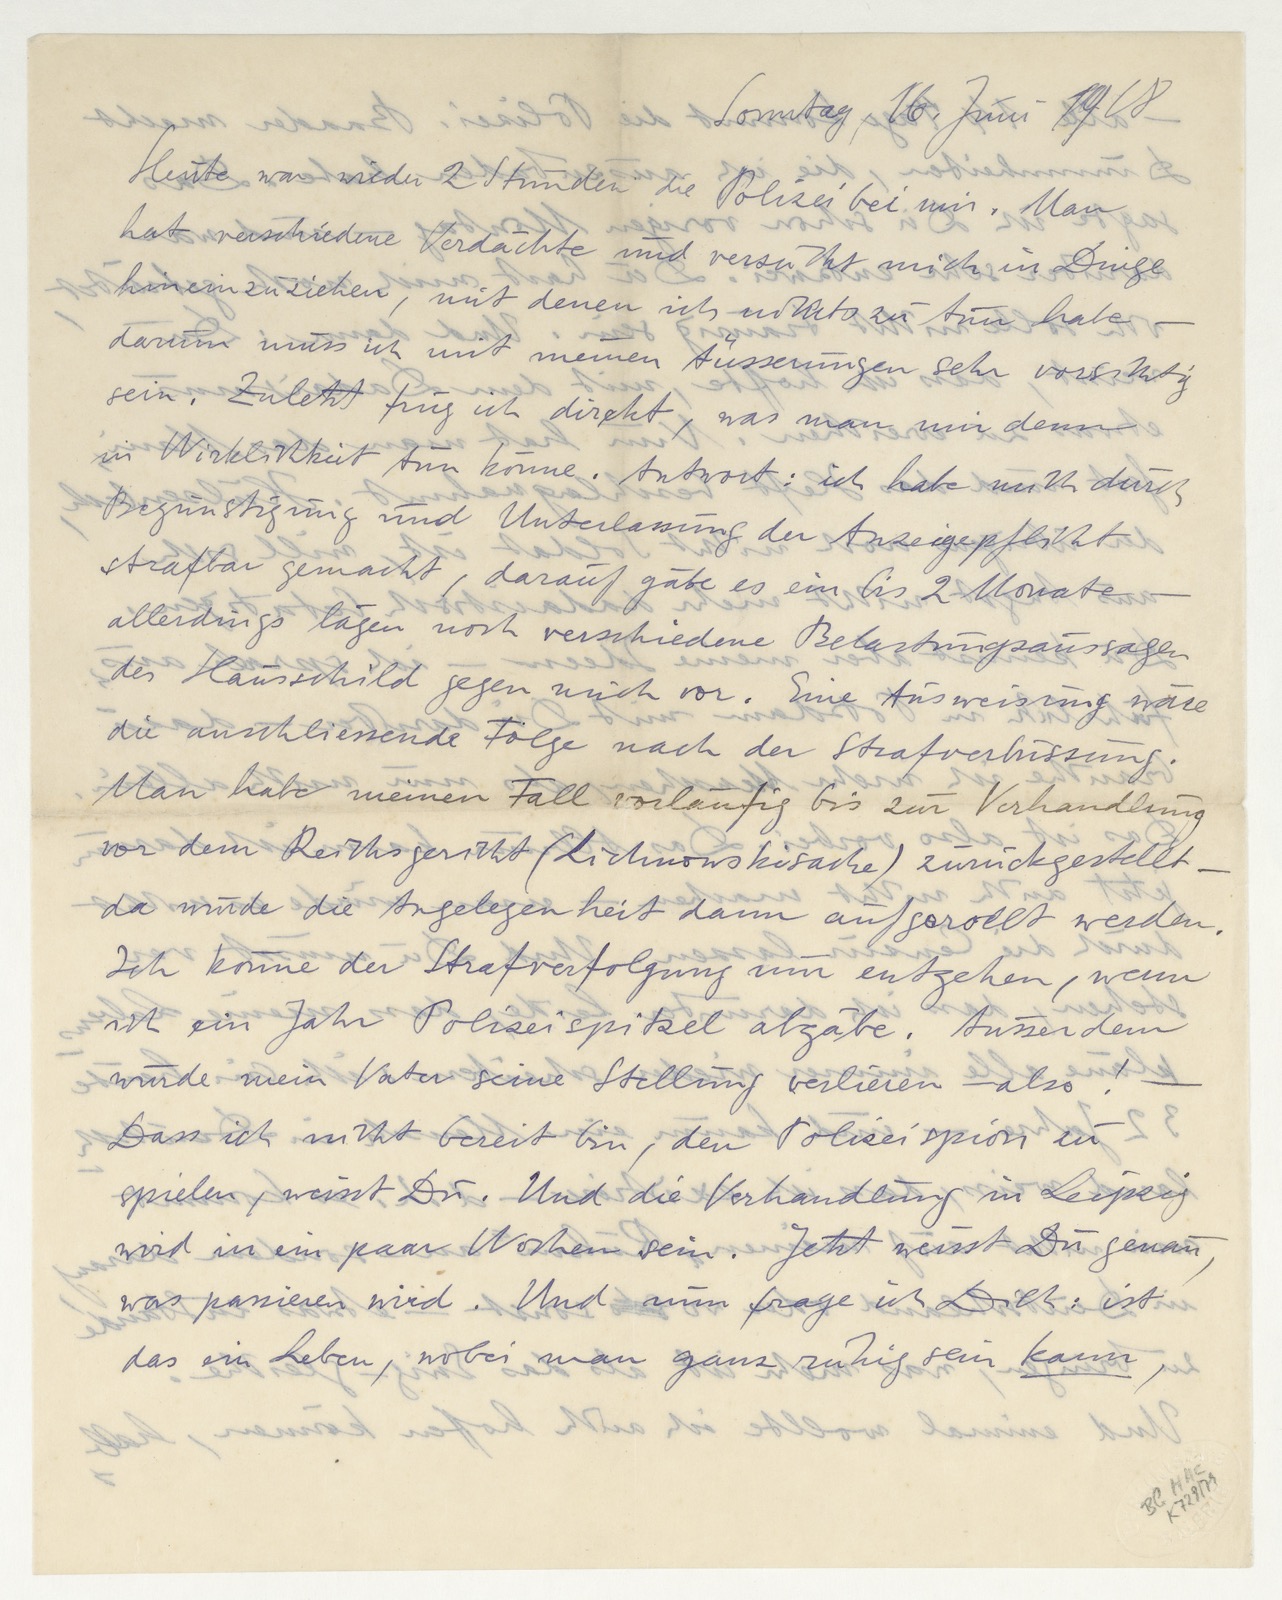 Sonntag, 16. Juni 1918
Heute war wieder 2 Stunden die Polizei bei mir. Man
hat verschiedene Verdächte und versucht mich in Dinge
hineinzuziehen, mit denen ich nichts zu tun habe —
darum muss ich mit meinen Äusserungen sehr vorsichtig
sein. Zuletzt frug ich direkt, was man mir denn
in Wirklichkeit tun könne. Antwort: ich habe mich durch
Begünstigung und Unterlassung der Anzeigepflicht
strafbar gemacht, darauf gäbe es ein bis 2 Monate —
allerdings lägen noch verschiedene Belastungsaussagen
des Hausschild gegen mich vor. Eine Ausweisung wäre
die anschliessende Folge nach der Strafverbüssung.
Man habe meinen Fall vorläufig bis zur Verhandlung
vor dem Reichsgericht (Lichnowskisache) zurückgestellt —
da würde die Angelegenheit dann aufgerollt werden.
Ich könne der Strafverfolgung nur entgehen, wenn
ich ein Jahr Polizeispitzel abgäbe. Ausserdem
würde mein Vater seine Stellung verlieren — also! —
Dass ich nicht bereit bin, den Polizeispion zu
spielen, weisst Du. Und die Verhandlung in Leipzig
wird in ein paar Wochen sein. Jetzt weisst Du genau,
was passieren wird. Und nun frage ich Dich: ist
das ein Leben, wobei man ganz ruhig sein kann,
BG HHC
K 729/79